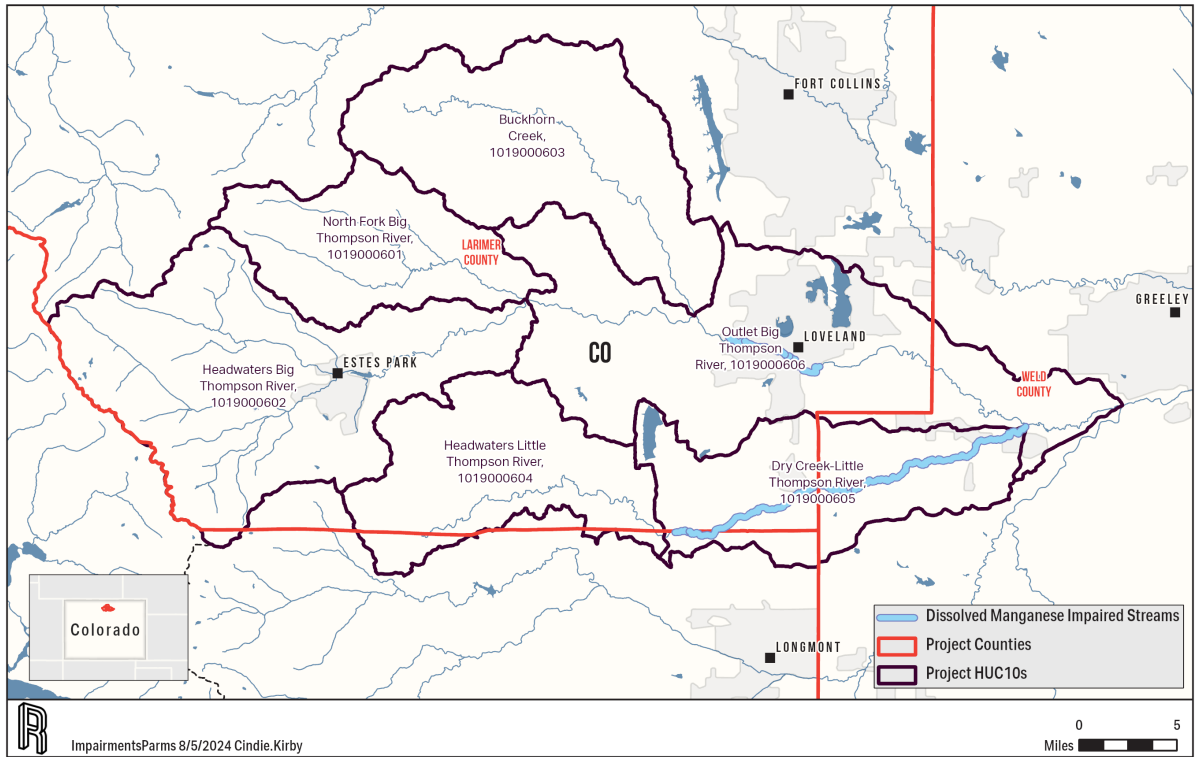 FORT COLLINS
Buckhorn
Creek,
1019000603
North Fork Big
Thompson River,
1019000601
LARIMER
COUNTY
GREELEY
Outlet Big
Thompson
River, 1019000606
LOVELAND
CO
ESTES PARK
Headwaters Big
Thompson River,
1019000602
WELD
COUNTY
Headwaters Little
Thompson River,
1019000604
Dry Creek-Little
Thompson River,
1019000605
Colorado
LONGMONT
Dissolved Manganese Impaired Streams
Project Counties
Project HUC10s
R
ImpairmentsParms 8/5/2024 Cindie.Kirby
0 5
Miles